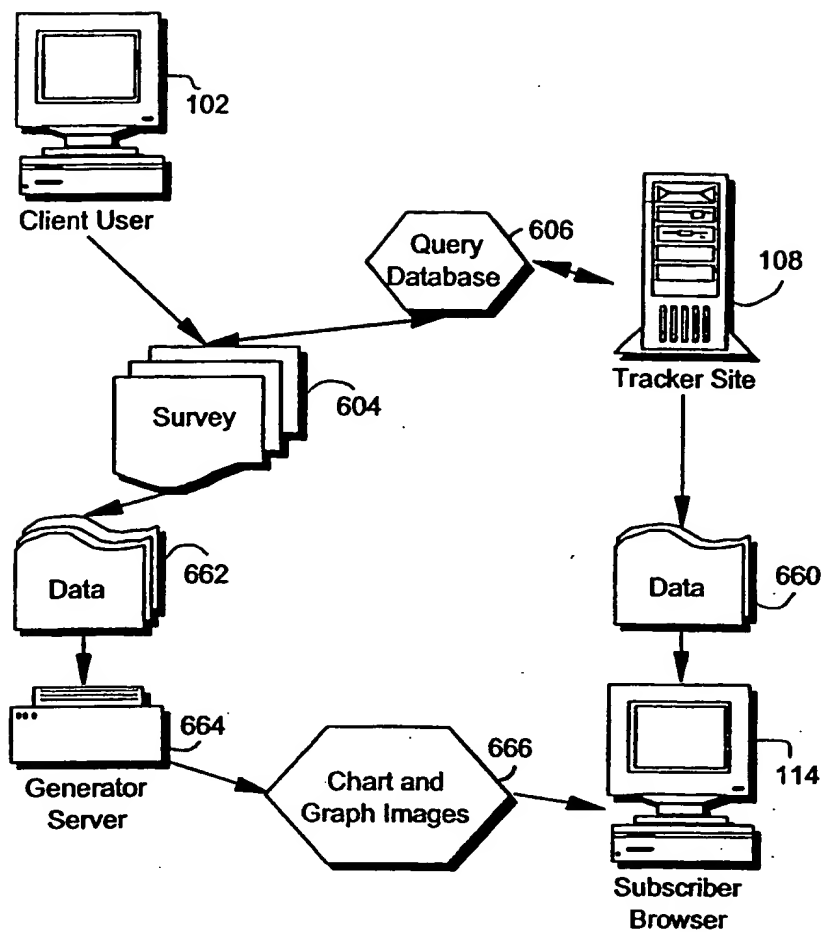 102
Client User
Query
Database
606
108
Tracker Site
Survey
604
Data
662
Data
660
664
Generator
Server
Chart and
Graph Images
666
114
Subscriber
Browser